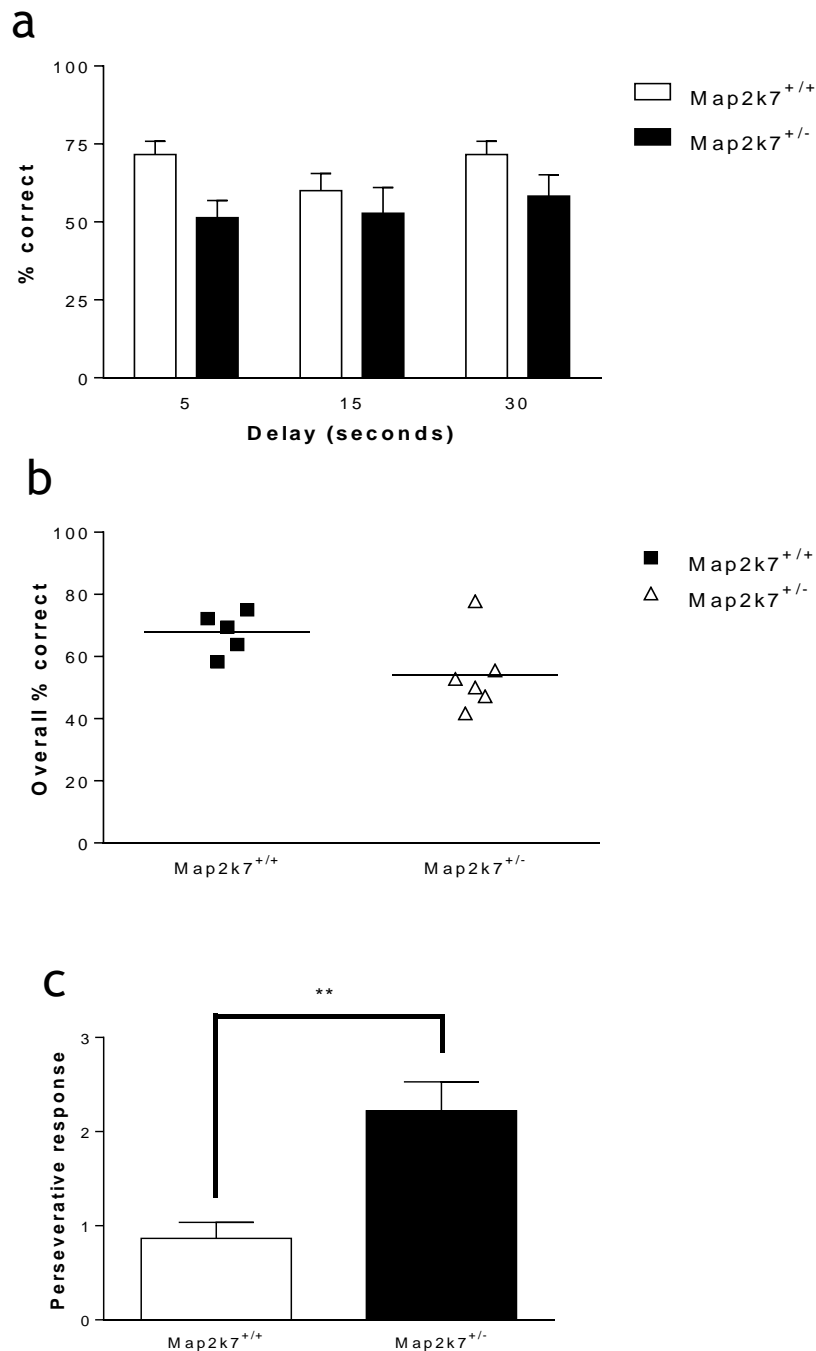 a
100
75
50
25
0
% correct
5 15 30
Delay (seconds)
Map2k7+/+
Map2k7+/-
b
100
80
60
40
20
0
Overall % correct
Map2k7+/+ Map2k7+/-
Map2k7+/+
Map2k7+/-
c
**
3
2
1
0
Perseverative response
Map2k7+/+ Map2k7+/-